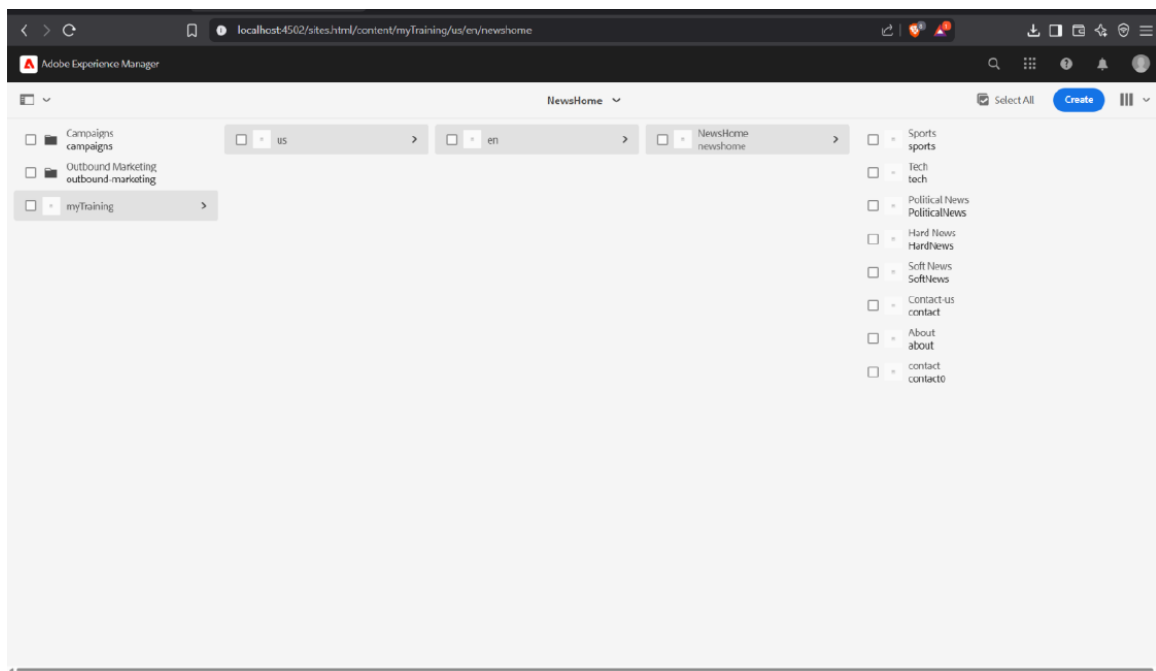 localhost:4502/sites.html/content/myTraining/us/en/newshome
Adobe Experience Manager
NewsHome
Select All
Create
Campaigns
campaigns
Outbound Marketing
outbound-marketing
myTraining
us
en
NewsHome
newshome
Sports
sports
Tech
tech
Political News
PoliticalNews
Hard News
HardNews
Soft News
SoftNews
Contact-us
contact
About
about
contact
contact0